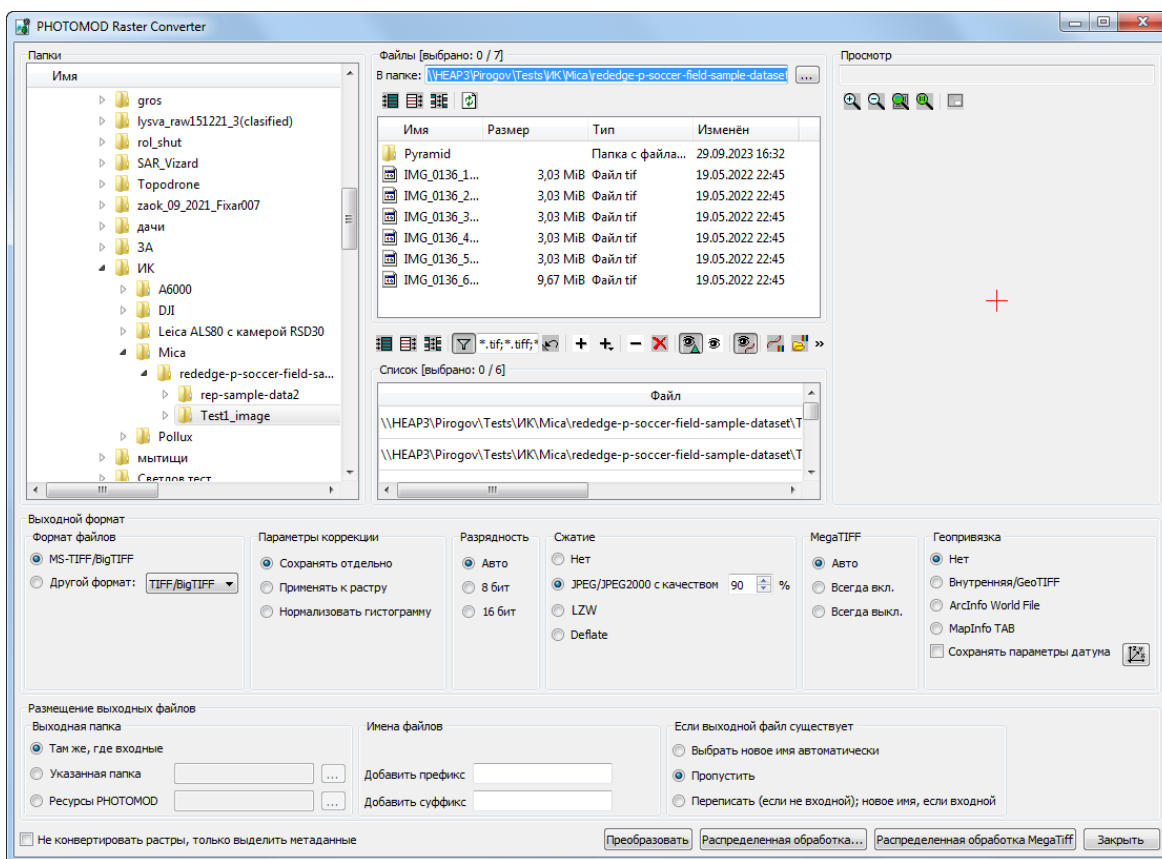 PHOTOMOD Raster Converter
Папки
Имя
gros
lysva_raw151221_3(clasified)
rol_shut
SAR_Vizard
Topodrone
zaok_09_2021_Fixar007
дачи
ЗА
ИК
A6000
DJI
Leica ALS80 с камерой RSD30
Mica
rededge-p-soccer-field-sa...
rep-sample-data2
Test1_image
Pollux
мытищи
Светлов тест
Файлы [выбрано: 0 / 7]
В папке: \\HEAP3\Pirogov\Tests\ИК\Mica\rededge-p-soccer-field-sample-dataset ...
Имя Размер Тип Изменён
Pyramid Папка с файла... 29.09.2023 16:32
IMG_0136_1... 3,03 MiB Файл tif 19.05.2022 22:45
IMG_0136_2... 3,03 MiB Файл tif 19.05.2022 22:45
IMG_0136_3... 3,03 MiB Файл tif 19.05.2022 22:45
IMG_0136_4... 3,03 MiB Файл tif 19.05.2022 22:45
IMG_0136_5... 3,03 MiB Файл tif 19.05.2022 22:45
IMG_0136_6... 9,67 MiB Файл tif 19.05.2022 22:45
*.tif;*.tiff;*
Список [выбрано: 0 / 6]
Файл
\\HEAP3\Pirogov\Tests\ИК\Mica\rededge-p-soccer-field-sample-dataset\T
\\HEAP3\Pirogov\Tests\ИК\Mica\rededge-p-soccer-field-sample-dataset\T
Просмотр
Выходной формат
Формат файлов
MS-TIFF/BigTIFF
Другой формат: TIFF/BigTIFF
Параметры коррекции
Сохранять отдельно
Применять к растру
Нормализовать гистограмму
Разрядность
Авто
8 бит
16 бит
Сжатие
Нет
JPEG/JPEG2000 с качеством 90 %
LZW
Deflate
MegaTIFF
Авто
Всегда вкл.
Всегда выкл.
Геопривязка
Нет
Внутренняя/GeoTIFF
ArcInfo World File
MapInfo TAB
Сохранять параметры датума
Размещение выходных файлов
Выходная папка
Там же, где входные
Указанная папка ...
Ресурсы PHOTOMOD ...
Имена файлов
Добавить префикс
Добавить суффикс
Если выходной файл существует
Выбрать новое имя автоматически
Пропустить
Переписать (если не входной); новое имя, если входной
Не конвертировать растры, только выделить метаданные
Преобразовать
Распределенная обработка...
Распределенная обработка MegaTiff
Закрыть